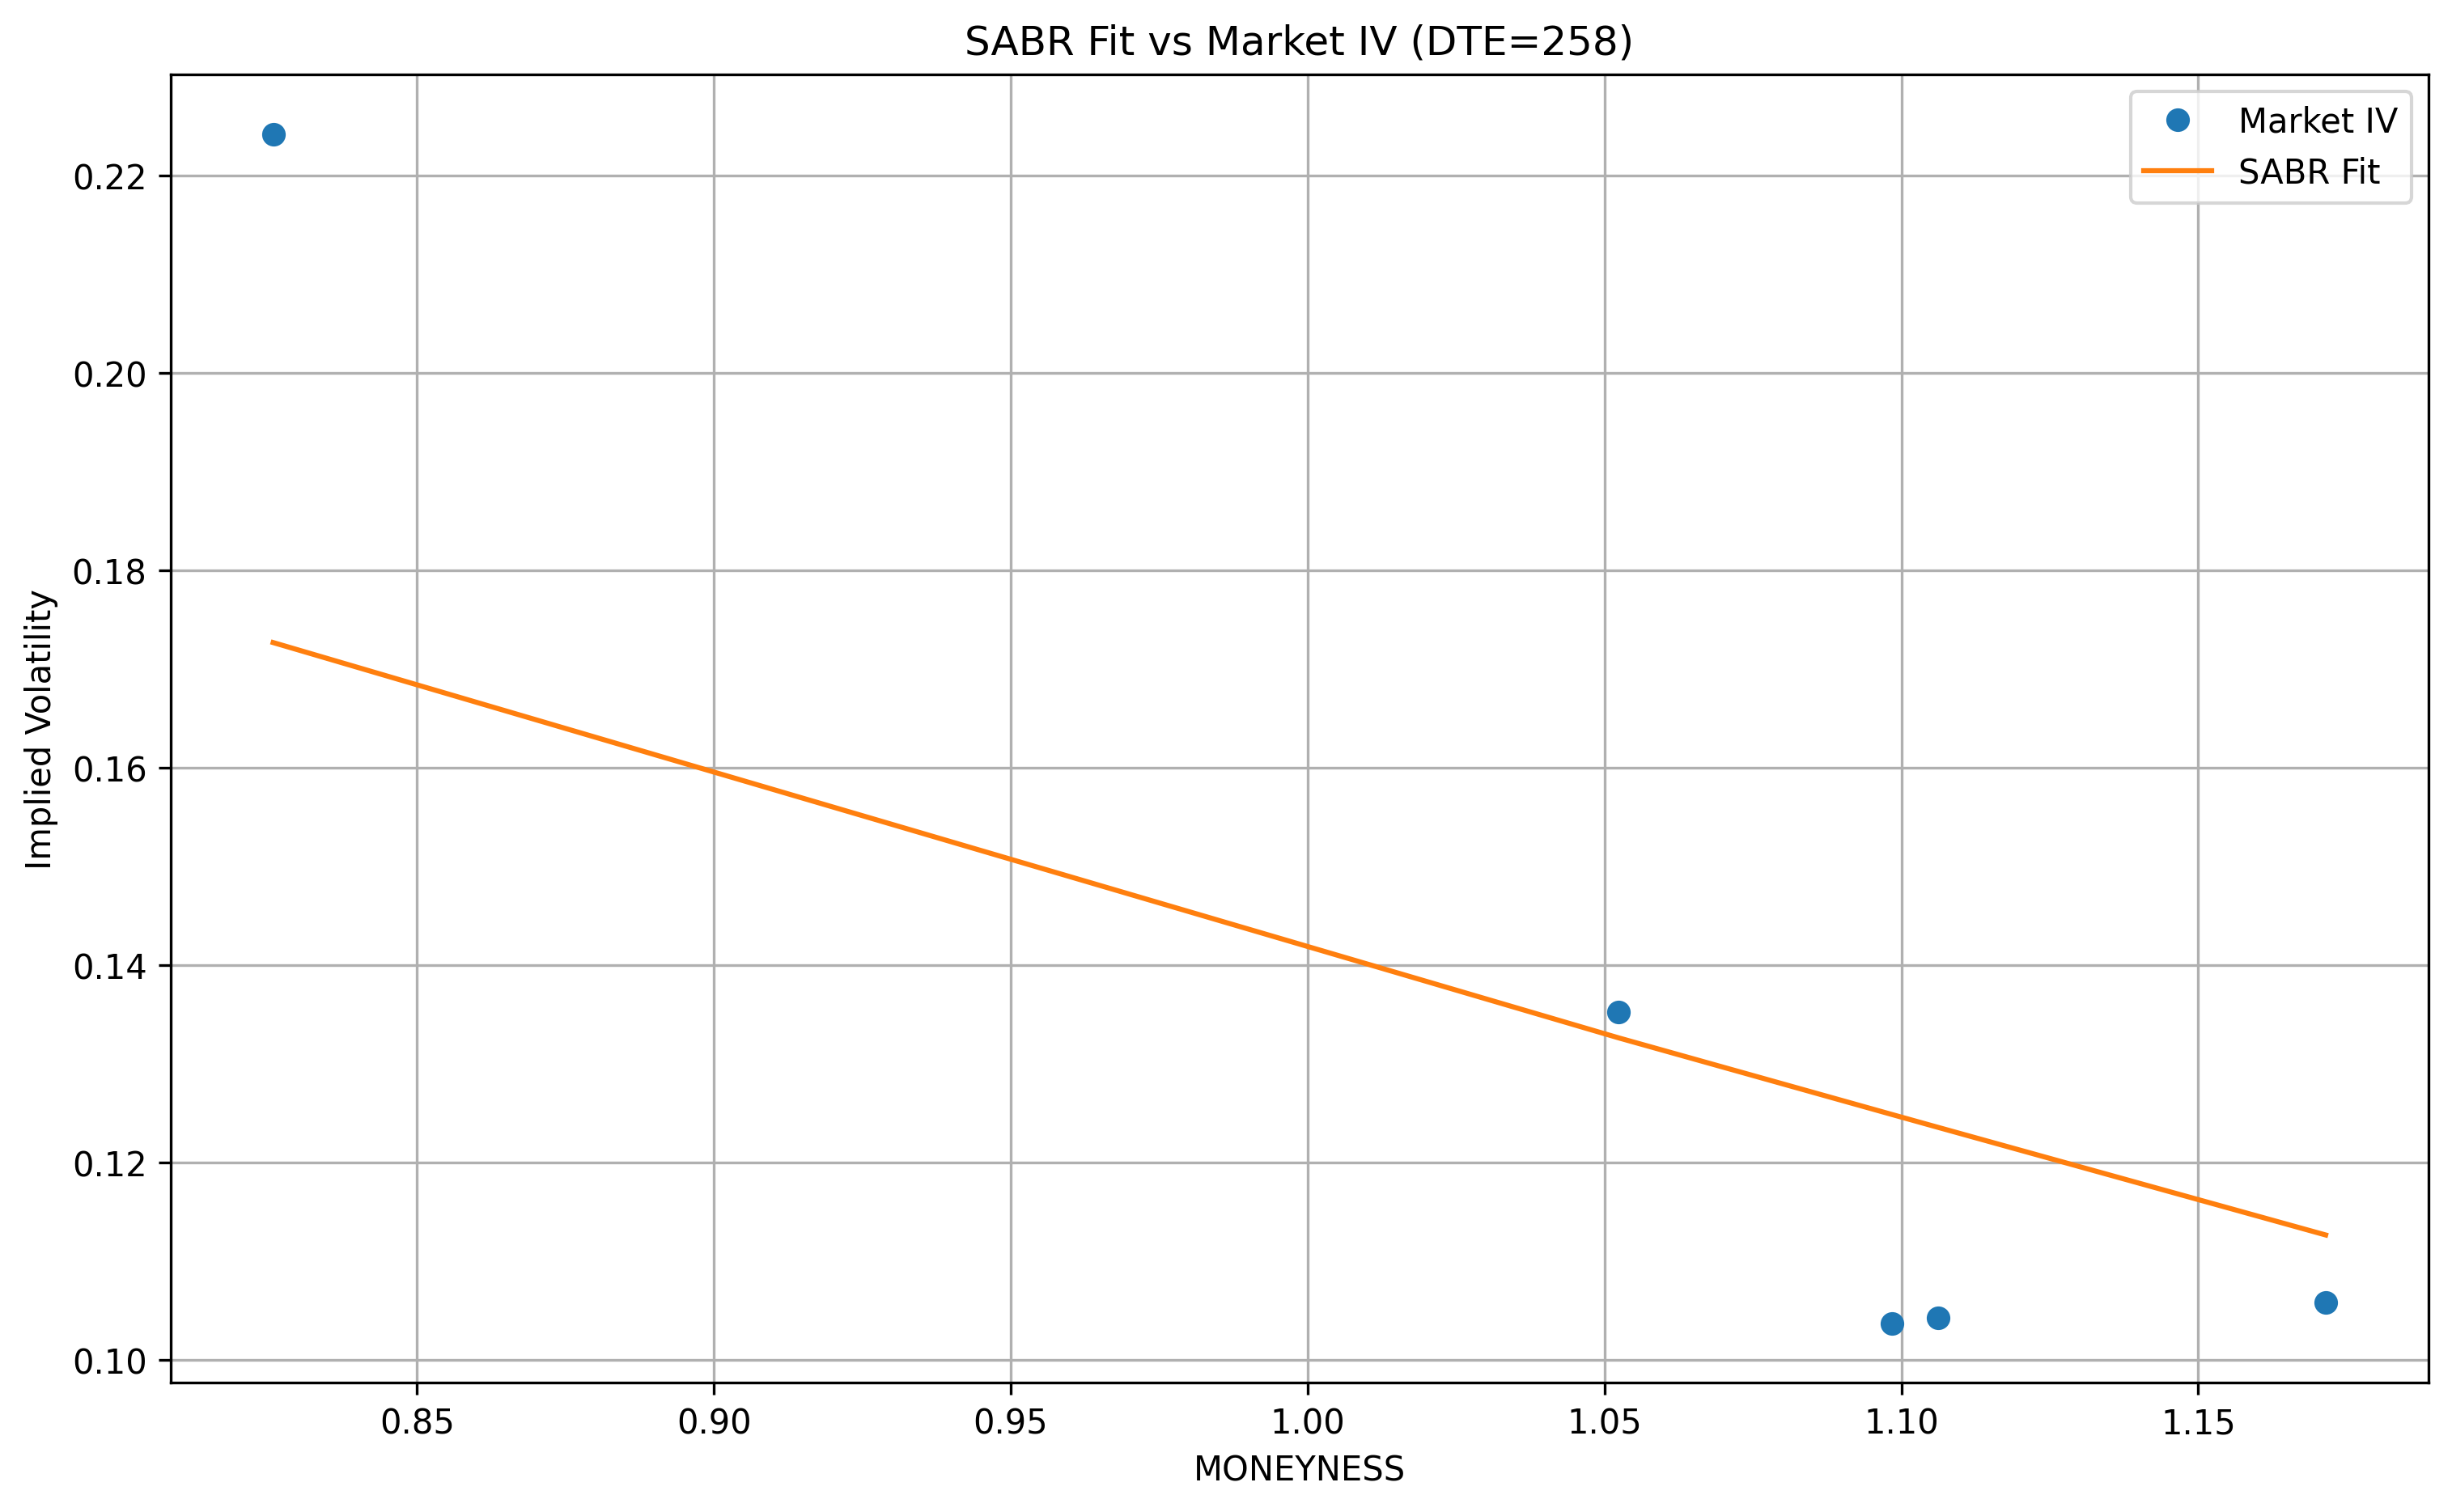 SABR Fit vs Market IV (DTE=258)
Market IV
SABR Fit
Implied Volatility
0.22
0.20
0.18
0.16
0.14
0.12
0.10
0.85 0.90 0.95 1.00 1.05 1.10 1.15
MONEYNESS